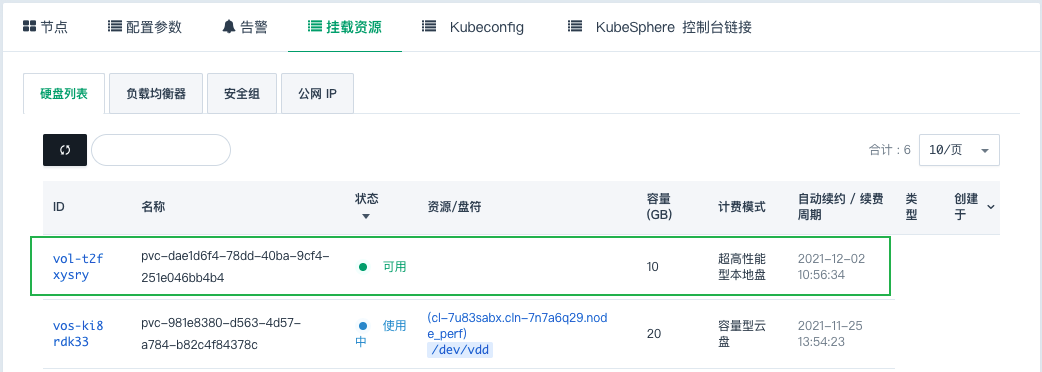 节点 配置参数 告警 挂载资源 Kubeconfig KubeSphere 控制台链接
硬盘列表 负载均衡器 安全组 公网 IP
合计：6 10/页
ID 名称 状态 资源/盘符 容量 (GB) 计费模式 自动续约 / 续费周期 类型 创建于
vol-t2f pvc-dae1d6f4-78dd-40ba-9cf4- 可用 10 超高性能 2021-12-02
xysry 251e046bb4b4 型本地盘 10:56:34
vos-ki8 pvc-981e8380-d563-4d57- 使用 (cl-7u83sabx.cln-7n7a6q29.nod 20 容量型云 2021-11-25
rdk33 a784-b82c4f84378c 中 e_perf) 盘 13:54:23
/dev/vdd